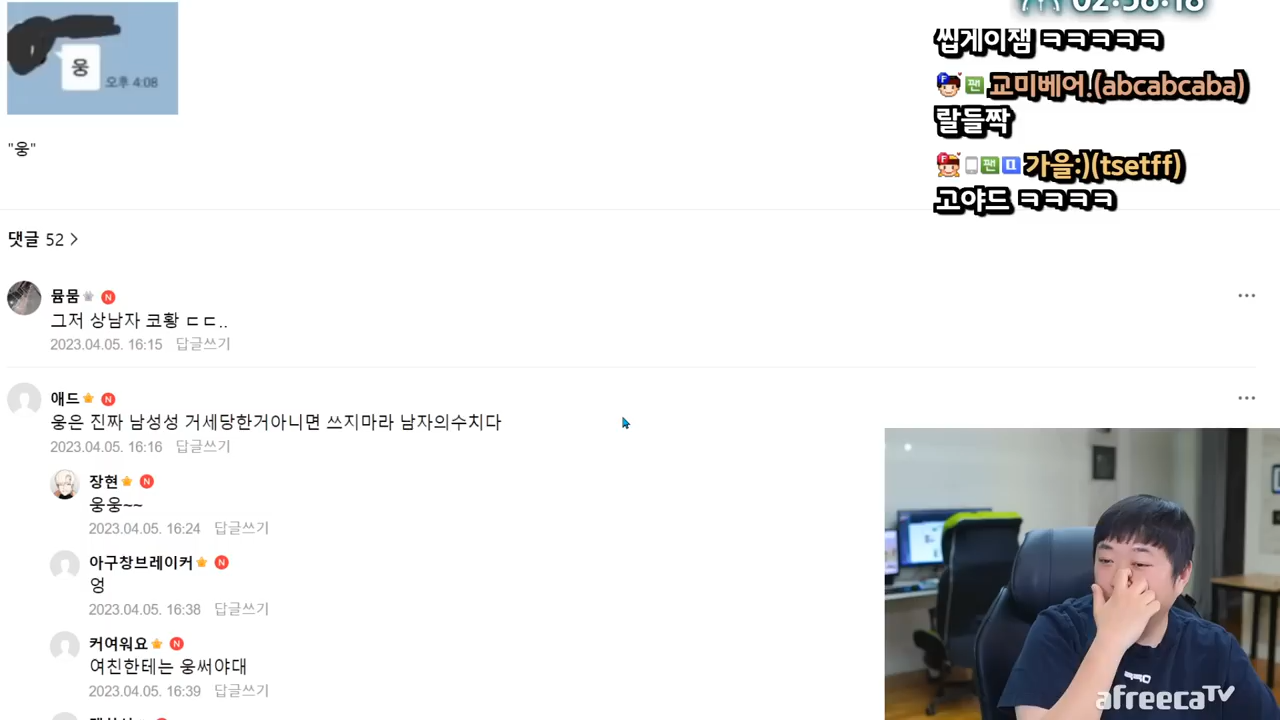 웅
오후 4:08
"웅"
댓글 52 >
뮴뭄 N
그저 상남자 코황 ㄷㄷ..
2023.04.05. 16:15 답글쓰기
애드 N
웅은 진짜 남성성 거세당한거아니면 쓰지마라 남자의수치다
2023.04.05. 16:16 답글쓰기
장현 N
웅웅~~
2023.04.05. 16:24 답글쓰기
아구창브레이커 N
엉
2023.04.05. 16:38 답글쓰기
커여워요 N
여친한테는 웅써야대
2023.04.05. 16:39 답글쓰기
02:58:18
씹게이잼 ㅋㅋㅋㅋㅋ
F 팬 교미베어.(abcabcaba)
랄들짝
F 팬 가을:)(tsetff)
고야드 ㅋㅋㅋㅋ
ㅋㅋㅁ
afreecaTV